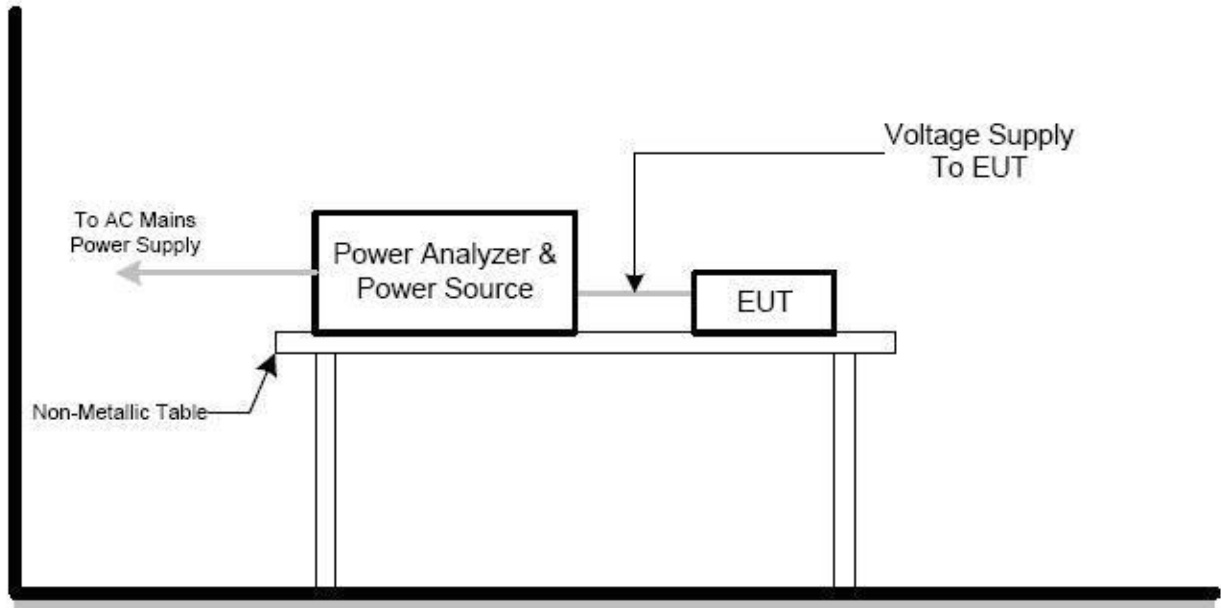 Voltage Supply
To EUT
To AC Mains
Power Supply
Power Analyzer &
Power Source
EUT
Non-Metallic Table